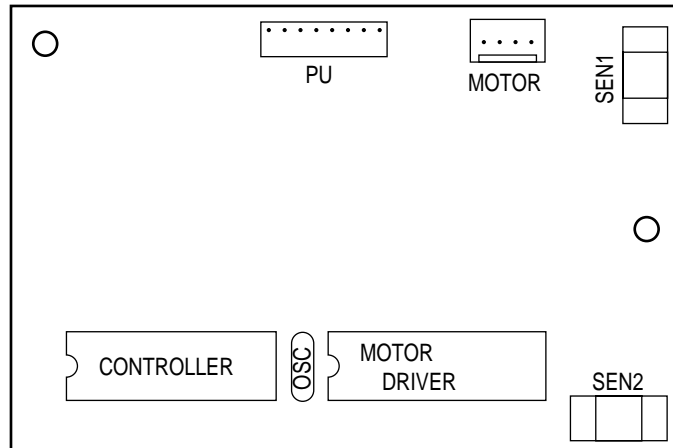 PU
MOTOR
SEN1
CONTROLLER
OSC
MOTOR
DRIVER
SEN2